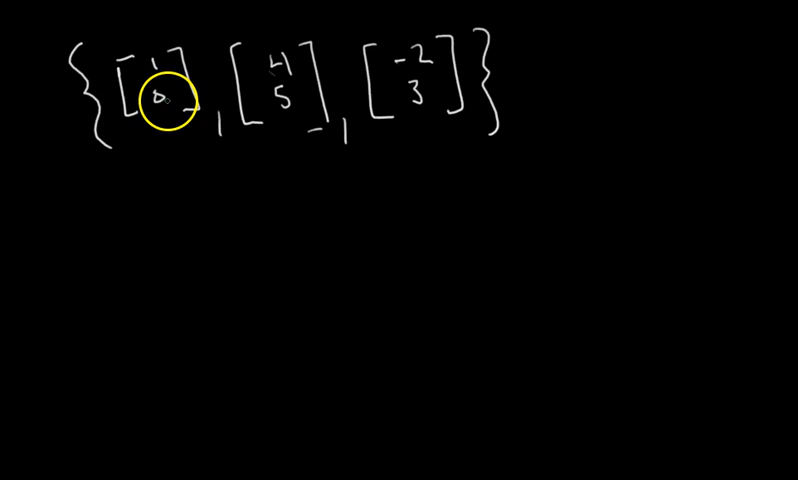 { [ 1 ] , [ 4 ] , [ -2 ] }
[ 0 ] [ 5 ] [ 3 ]